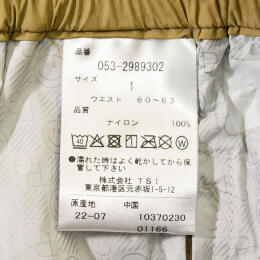 品番
053-2989302
サイズ
1
ウエスト 60～63
品質
ナイロン 100%
40
●濡れた時はよく乾かしてから保
管して下さい
株式会社 TSI
東京都港区元赤坂1-5-12
原産地 中国
22-07 10370230
01166